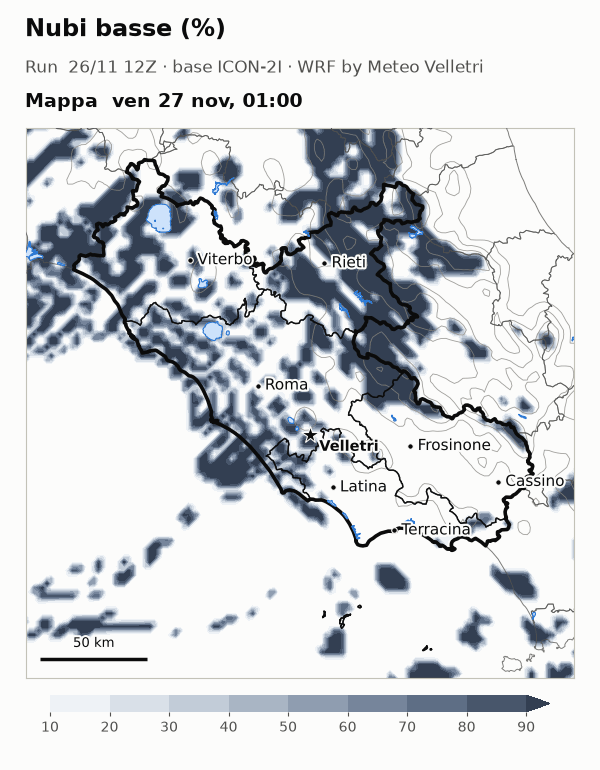 Nubi basse (%)
Run  26/11 12Z · base ICON-2I · WRF by Meteo Velletri
Mappa  ven 27 nov, 01:00
Viterbo
Rieti
Roma
Velletri
Frosinone
Cassino
Latina
Terracina
50 km
10 20 30 40 50 60 70 80 90